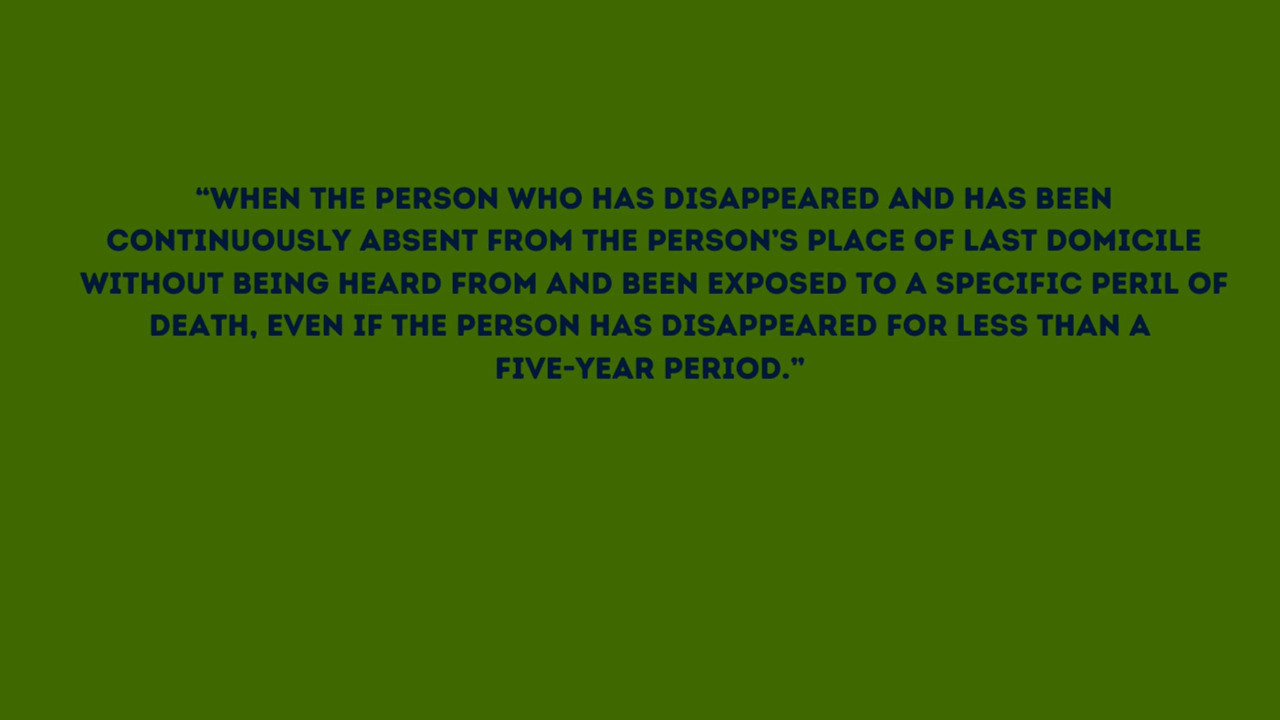 “WHEN THE PERSON WHO HAS DISAPPEARED AND HAS BEEN
CONTINUOUSLY ABSENT FROM THE PERSON’S PLACE OF LAST DOMICILE
WITHOUT BEING HEARD FROM AND BEEN EXPOSED TO A SPECIFIC PERIL OF
DEATH, EVEN IF THE PERSON HAS DISAPPEARED FOR LESS THAN A
FIVE-YEAR PERIOD.”